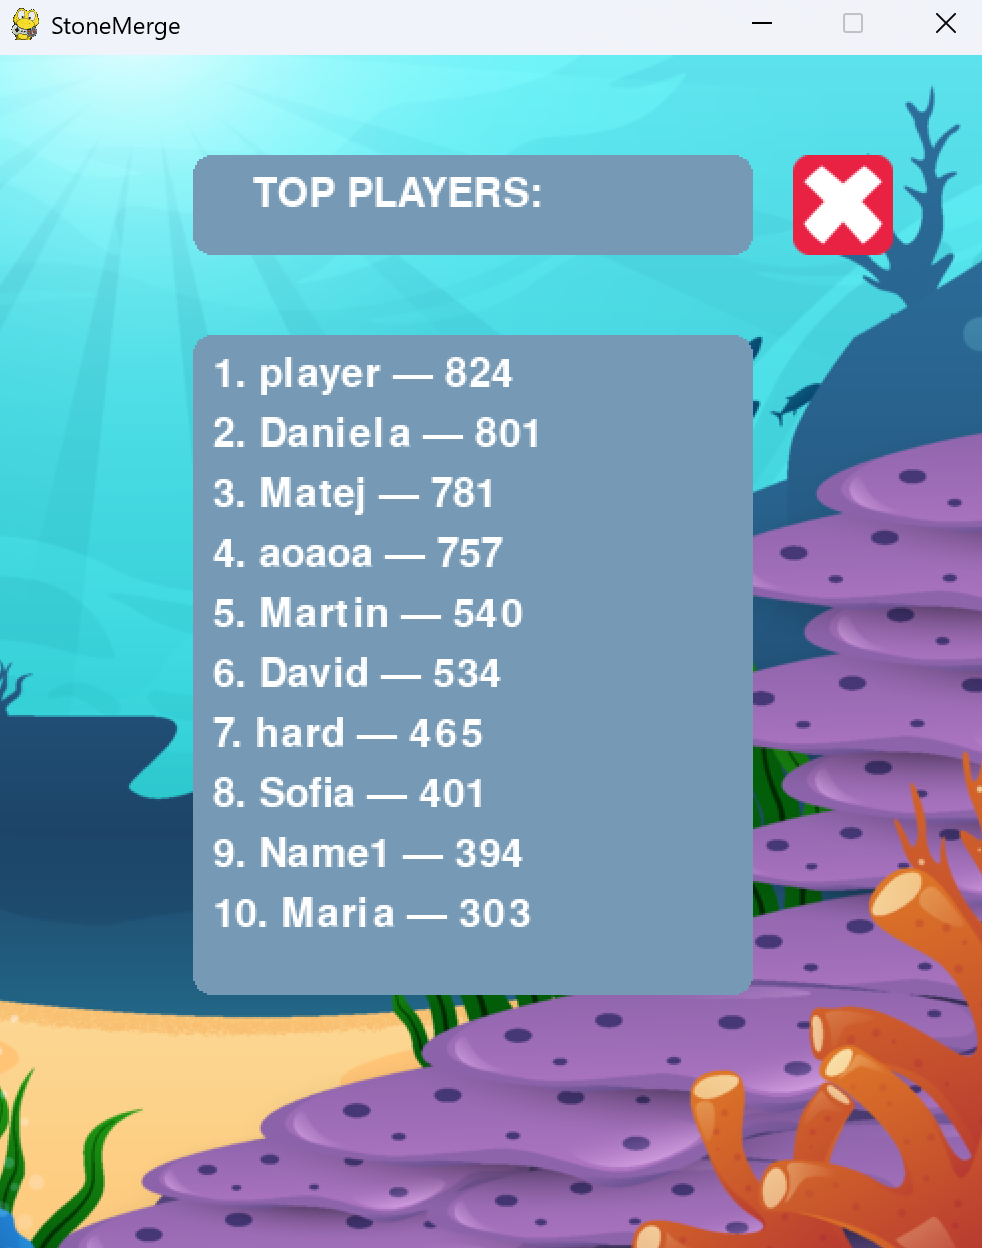 StoneMerge
TOP PLAYERS:
1. player — 824
2. Daniela — 801
3. Matej — 781
4. aoaoa — 757
5. Martin — 540
6. David — 534
7. hard — 465
8. Sofia — 401
9. Name1 — 394
10. Maria — 303